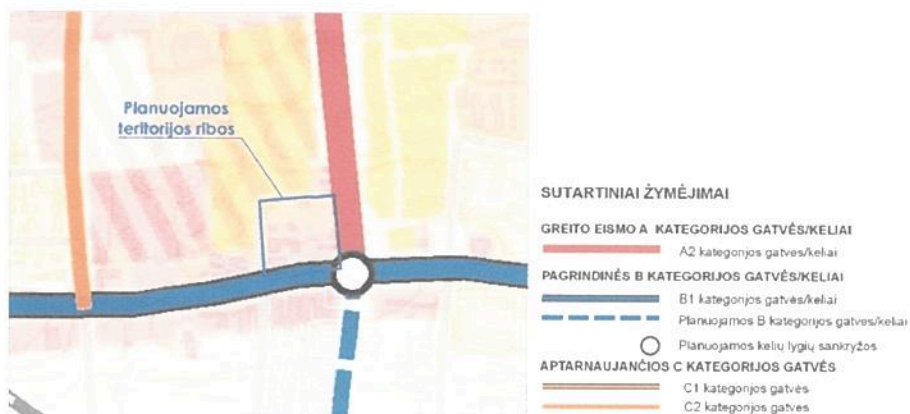 Planuojamos
teritorijos ribos
SUTARTINIAI ŽYMĖJIMAI
GREITO EISMO A KATEGORIJOS GATVĖS/KELIAI
A2 kategorijos gatvės/keliai
PAGRINDINĖS B KATEGORIJOS GATVĖS/KELIAI
B1 kategorijos gatvės/keliai
Planuojamos B kategorijos gatvės/keliai
Planuojamos kelių lygių sankryžos
APTARNAUJANČIOS C KATEGORIJOS GATVĖS
C1 kategorijos gatvės
C2 kategorijos gatvės